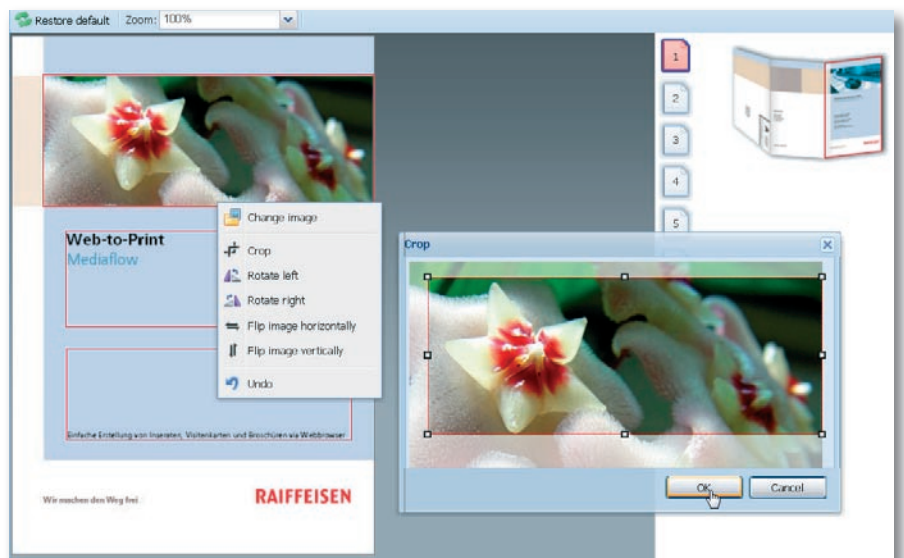 Restore default Zoom: 100%
Web-to-Print
Mediaflow
Einfache Erstellung von Inseraten, Visitenkarten und Broschüren via Webbrowser
Wir machen den Weg frei
RAIFFEISEN
Change image
Crop
Rotate left
Rotate right
Flip image horizontally
Flip image vertically
Undo
1
2
3
4
5
Crop
OK
Cancel